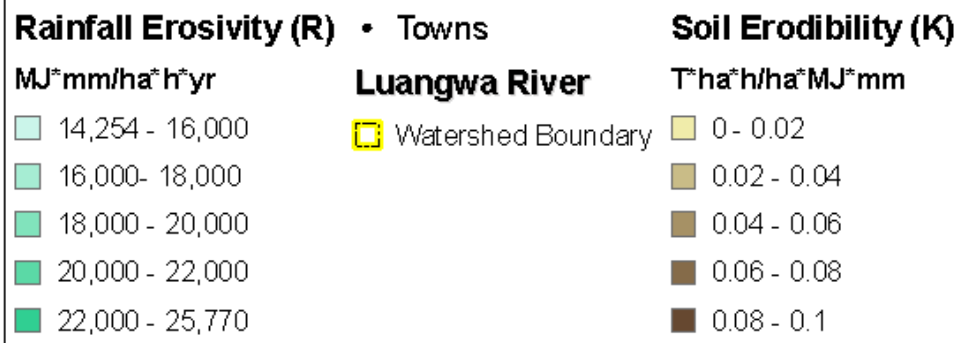 Rainfall Erosivity (R)
MJ*mm/ha*h*yr
14,254 - 16,000
16,000- 18,000
18,000 - 20,000
20,000 - 22,000
22,000 - 25,770
• Towns
Luangwa River
Watershed Boundary
Soil Erodibility (K)
T*ha*h/ha*MJ*mm
0 - 0.02
0.02 - 0.04
0.04 - 0.06
0.06 - 0.08
0.08 - 0.1